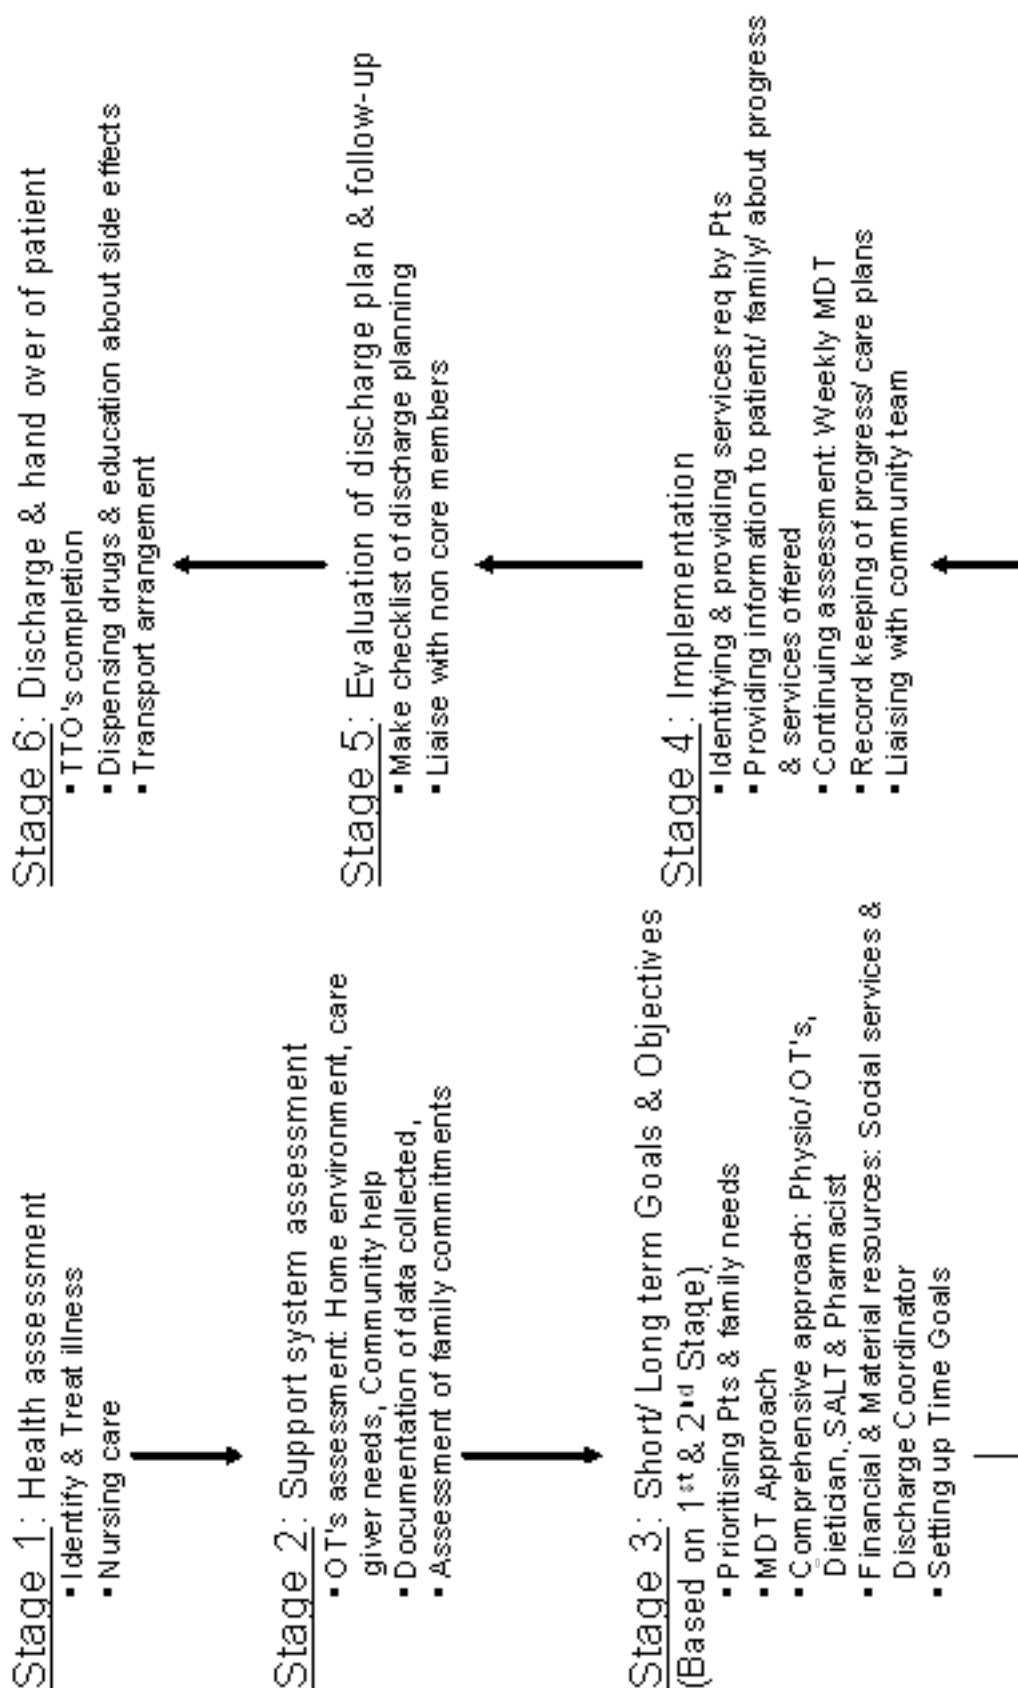 Stage 1: Health assessment
▪ Identify & Treat illness
▪ Nursing care
Stage 2: Support system assessment
▪ OT's assessment: Home environment, care
giver needs, Community help
▪ Documentation of data collected,
▪ Assessment of family commitments
Stage 3: Short/ Long term Goals & Objectives
(Based on 1st & 2nd Stage)
▪ Prioritising Pts & family needs
▪ MDT Approach
▪ Comprehensive approach: Physio/OT's,
Dietician, SALT & Pharmacist
▪ Financial & Material resources: Social services &
Discharge Coordinator
▪ Setting up Time Goals
Stage 4: Implementation
▪ Identifying & providing services req by Pts
▪ Providing information to patient/ family/ about progress
& services offered
▪ Continuing assessment: Weekly MDT
▪ Record keeping of progress/ care plans
▪ Liaising with community team
Stage 5: Evaluation of discharge plan & follow-up
▪ Make checklist of discharge planning
▪ Liaise with non core members
Stage 6: Discharge & hand over of patient
▪ TTO's completion
▪ Dispensing drugs & education about side effects
▪ Transport arrangement